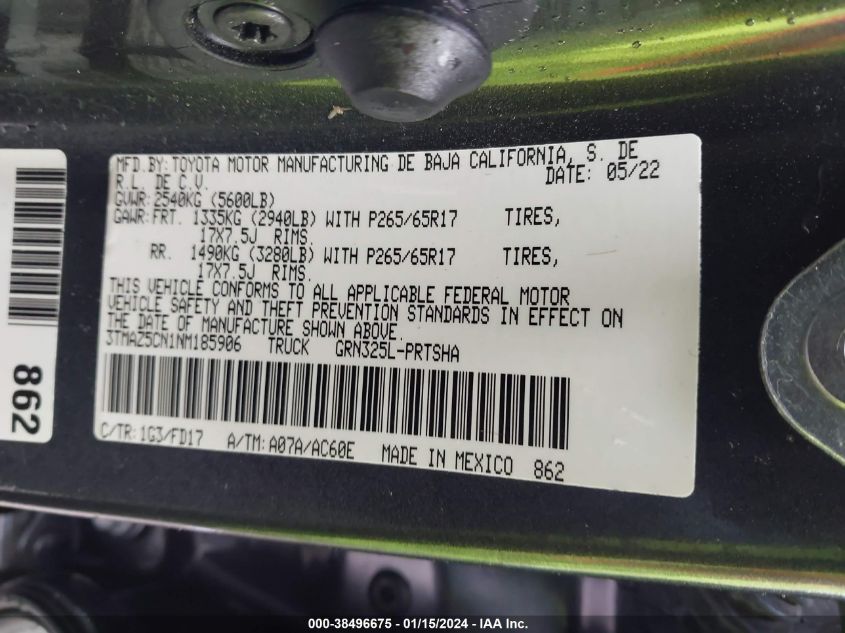 MFD.BY: TOYOTA MOTOR MANUFACTURING DE BAJA CALIFORNIA, S. DE
R.L. DE C.V. DATE: 05/22
GVWR:2540KG (5600LB)
GAWR:FRT. 1335KG (2940LB) WITH P265/65R17 TIRES,
17X7.5J RIMS.
RR. 1490KG (3280LB) WITH P265/65R17 TIRES,
17X7.5J RIMS.
THIS VEHICLE CONFORMS TO ALL APPLICABLE FEDERAL MOTOR
VEHICLE SAFETY AND THEFT PREVENTION STANDARDS IN EFFECT ON
THE DATE OF MANUFACTURE SHOWN ABOVE.
3TMAZ5CN1NM185906 TRUCK GRN325L-PRTSHA
C/TR:1G3/FD17 A/TM:A07A/AC60E MADE IN MEXICO 862
862
000-38496675 - 01/15/2024 - IAA Inc.